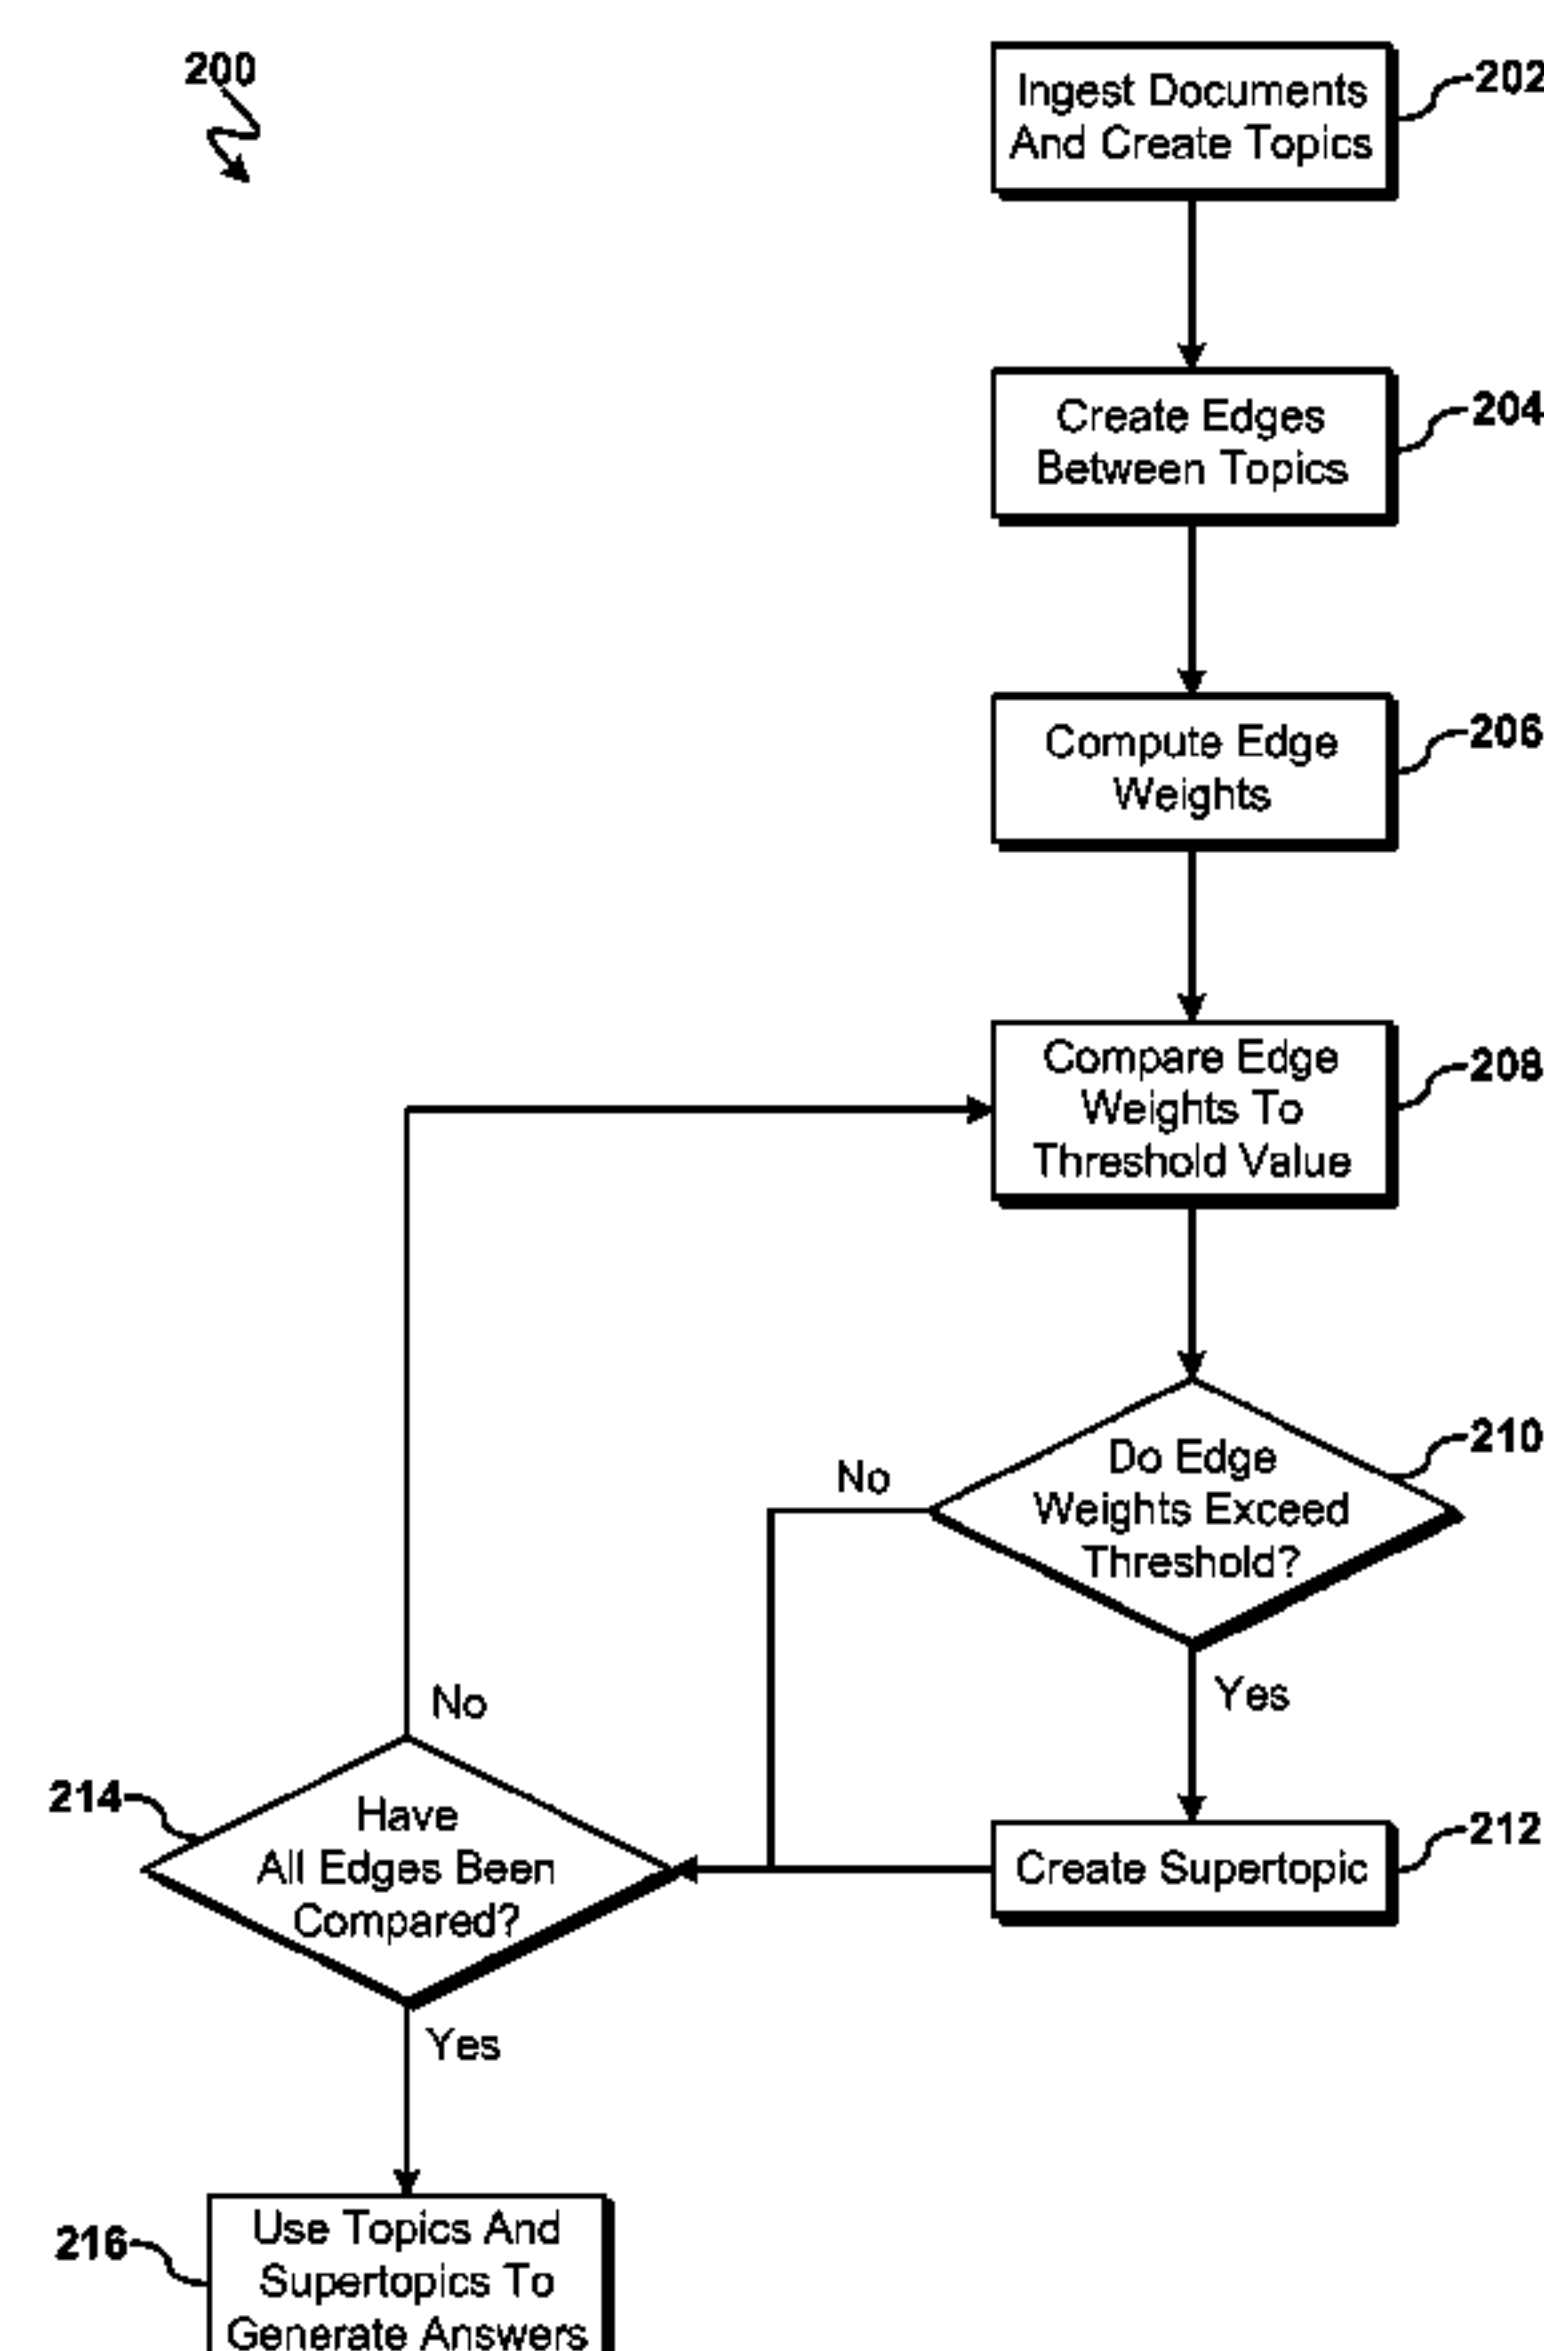 200
Ingest Documents
And Create Topics
202
Create Edges
Between Topics
204
Compute Edge
Weights
206
Compare Edge
Weights To
Threshold Value
208
Do Edge
Weights Exceed
Threshold?
210
No
Yes
Create Supertopic
212
No
214
Have
All Edges Been
Compared?
Yes
216
Use Topics And
Supertopics To
Generate Answers